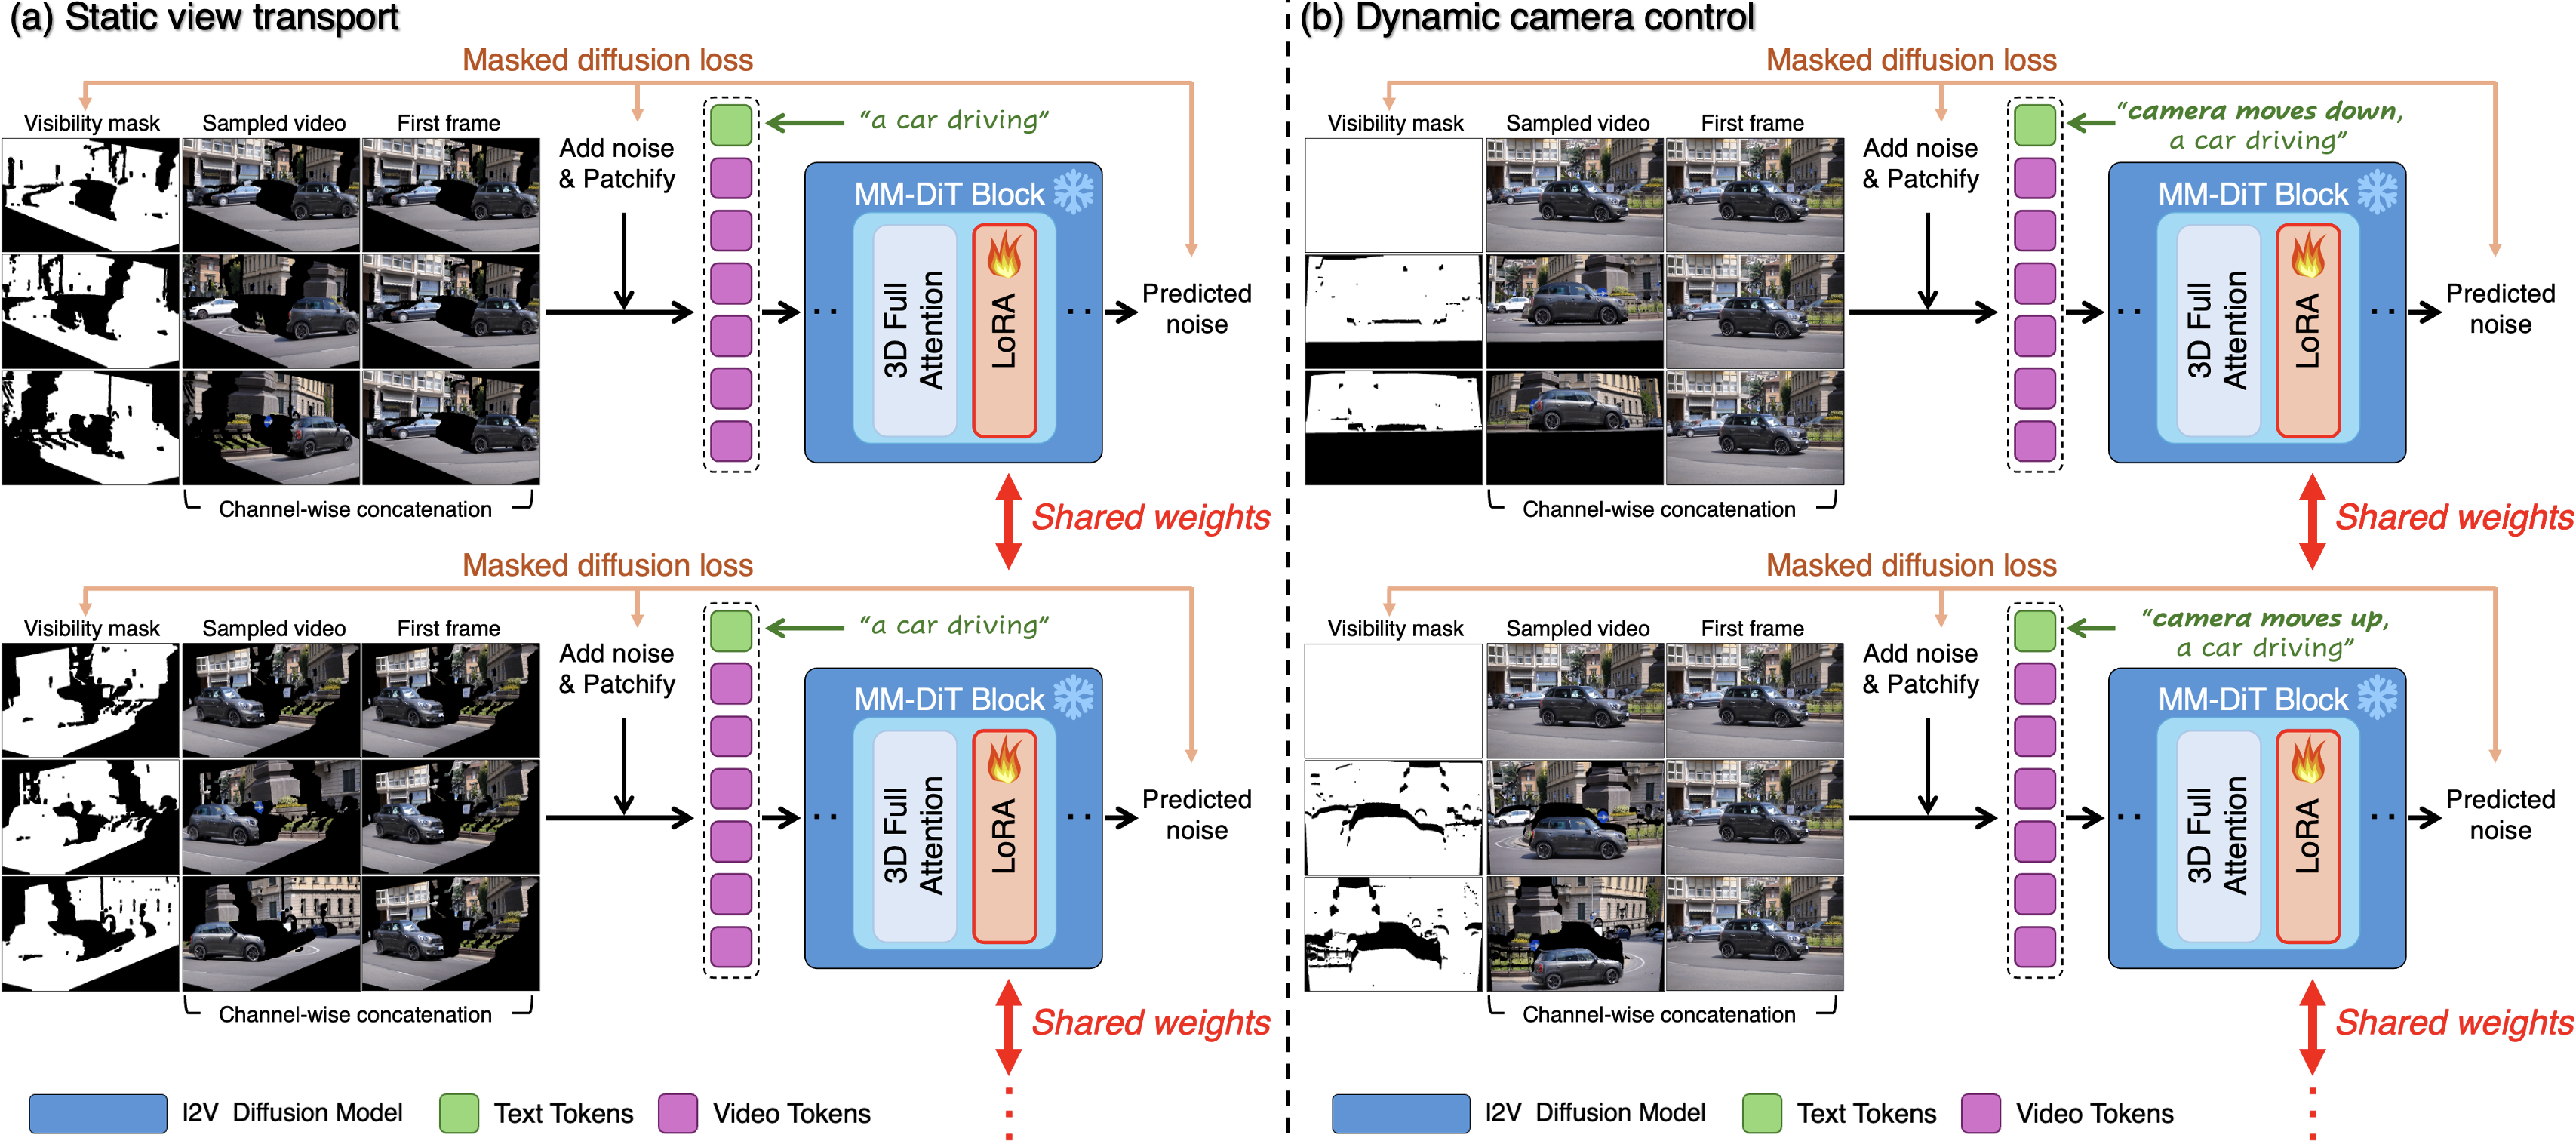 (a) Static view transport
Masked diffusion loss
Visibility mask
Sampled video
First frame
Add noise
& Patchify
“a car driving”
MM-DiT Block
3D Full
Attention
LoRA
Predicted
noise
Channel-wise concatenation
Shared weights
Masked diffusion loss
Visibility mask
Sampled video
First frame
Add noise
& Patchify
“a car driving”
MM-DiT Block
3D Full
Attention
LoRA
Predicted
noise
Channel-wise concatenation
Shared weights
I2V Diffusion Model
Text Tokens
Video Tokens
(b) Dynamic camera control
Masked diffusion loss
Visibility mask
Sampled video
First frame
Add noise
& Patchify
“camera moves down,
a car driving”
MM-DiT Block
3D Full
Attention
LoRA
Predicted
noise
Channel-wise concatenation
Shared weights
Masked diffusion loss
Visibility mask
Sampled video
First frame
Add noise
& Patchify
“camera moves up,
a car driving”
MM-DiT Block
3D Full
Attention
LoRA
Predicted
noise
Channel-wise concatenation
Shared weights
I2V Diffusion Model
Text Tokens
Video Tokens